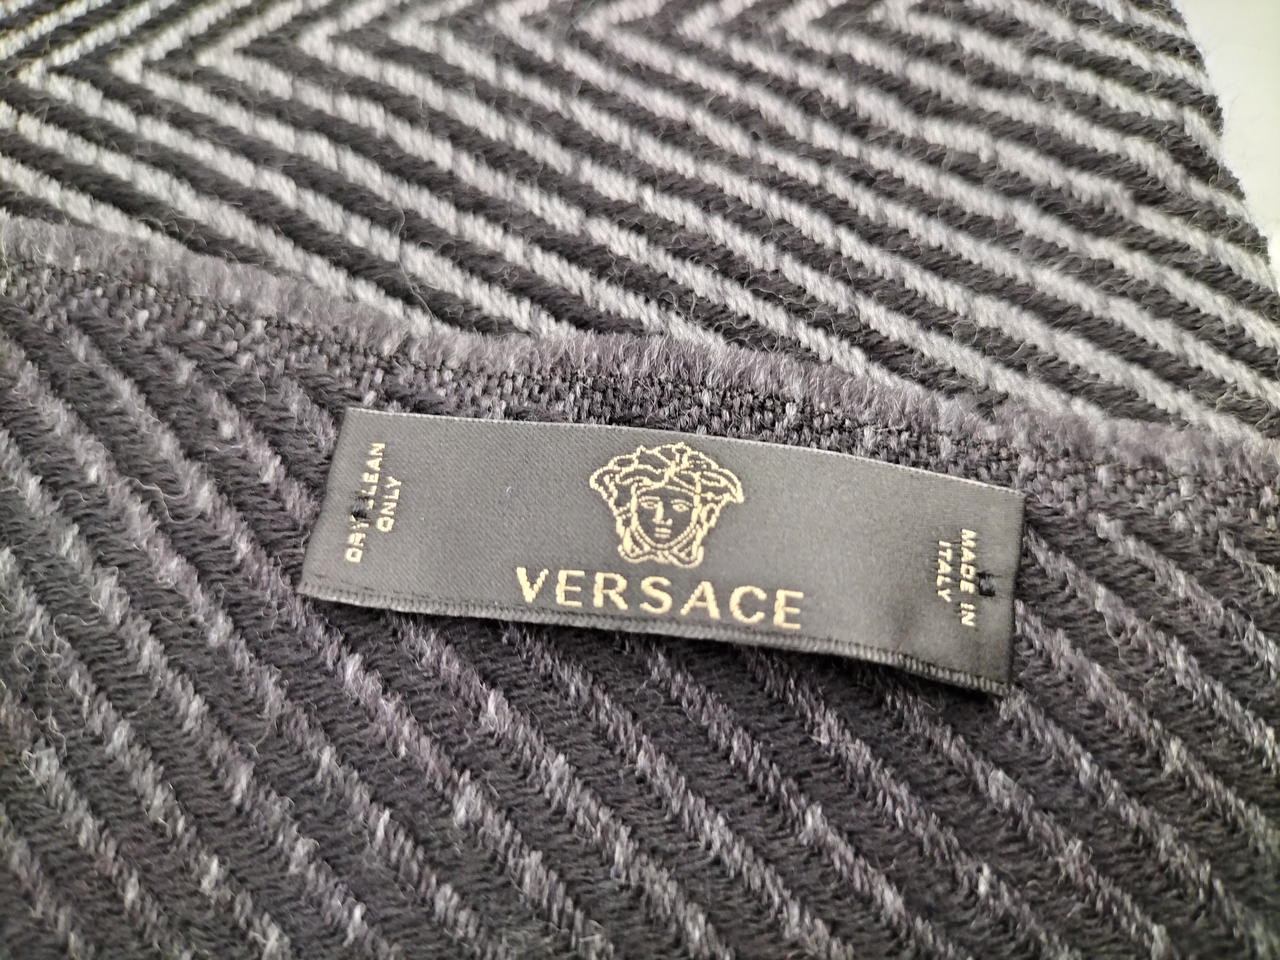 DRY CLEAN
ONLY
VERSACE
MADE IN
ITALY